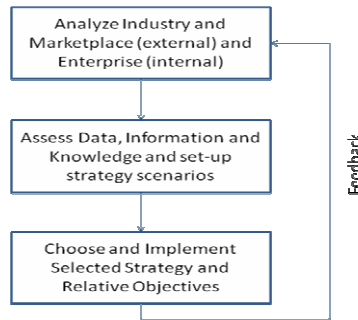 Analyze Industry and
Marketplace (external) and
Enterprise (internal)
Assess Data, Information and
Knowledge and set-up
strategy scenarios
Choose and Implement
Selected Strategy and
Relative Objectives
Feedback